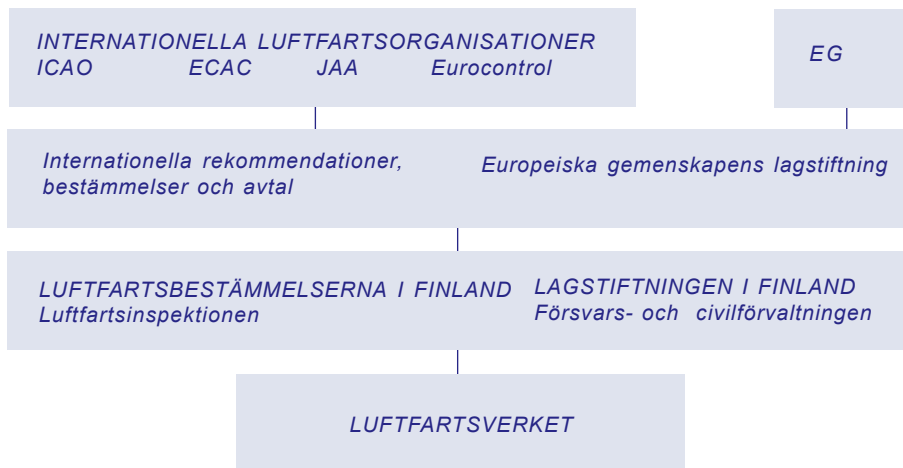 INTERNATIONELLA LUFTFARTSORGANISATIONER
ICAO ECAC JAA Eurocontrol
EG
Internationella rekommendationer,
bestämmelser och avtal
Europeiska gemenskapens lagstiftning
LUFTFARTSBESTÄMMELSERNA I FINLAND
Luftfartsinspektionen
LAGSTIFTNINGEN I FINLAND
Försvars- och civilförvaltningen
LUFTFARTSVERKET